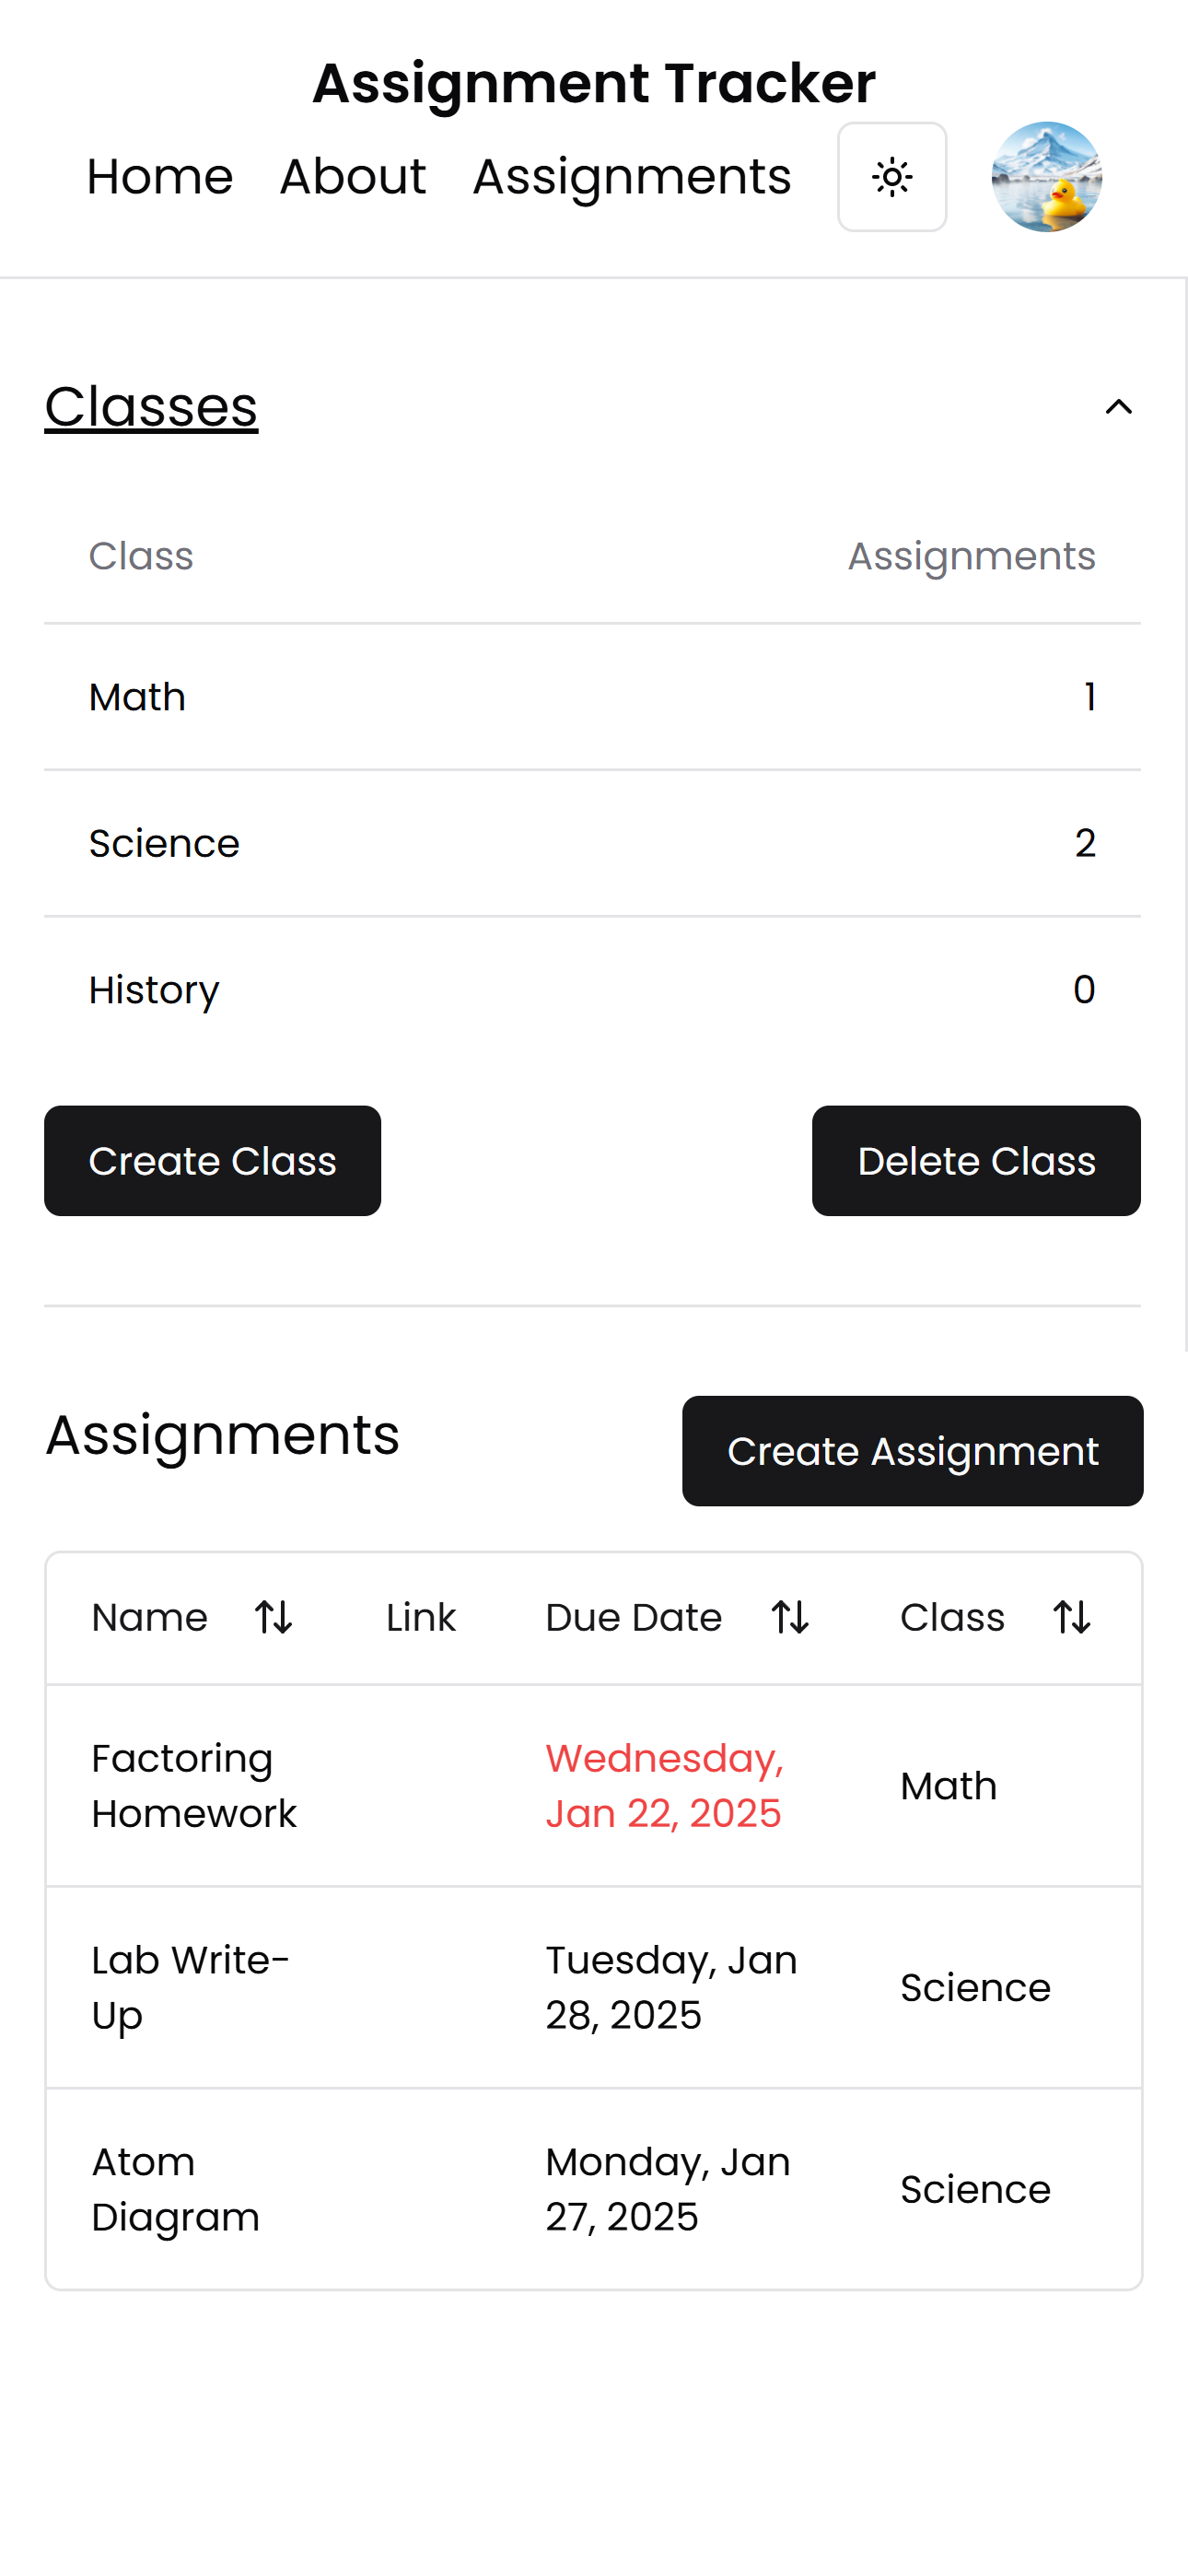 Assignment Tracker
Home About Assignments
Classes
Class Assignments
Math 1
Science 2
History 0
Create Class Delete Class
Assignments Create Assignment
Name Link Due Date Class
Factoring Homework Wednesday, Jan 22, 2025 Math
Lab Write-Up Tuesday, Jan 28, 2025 Science
Atom Diagram Monday, Jan 27, 2025 Science